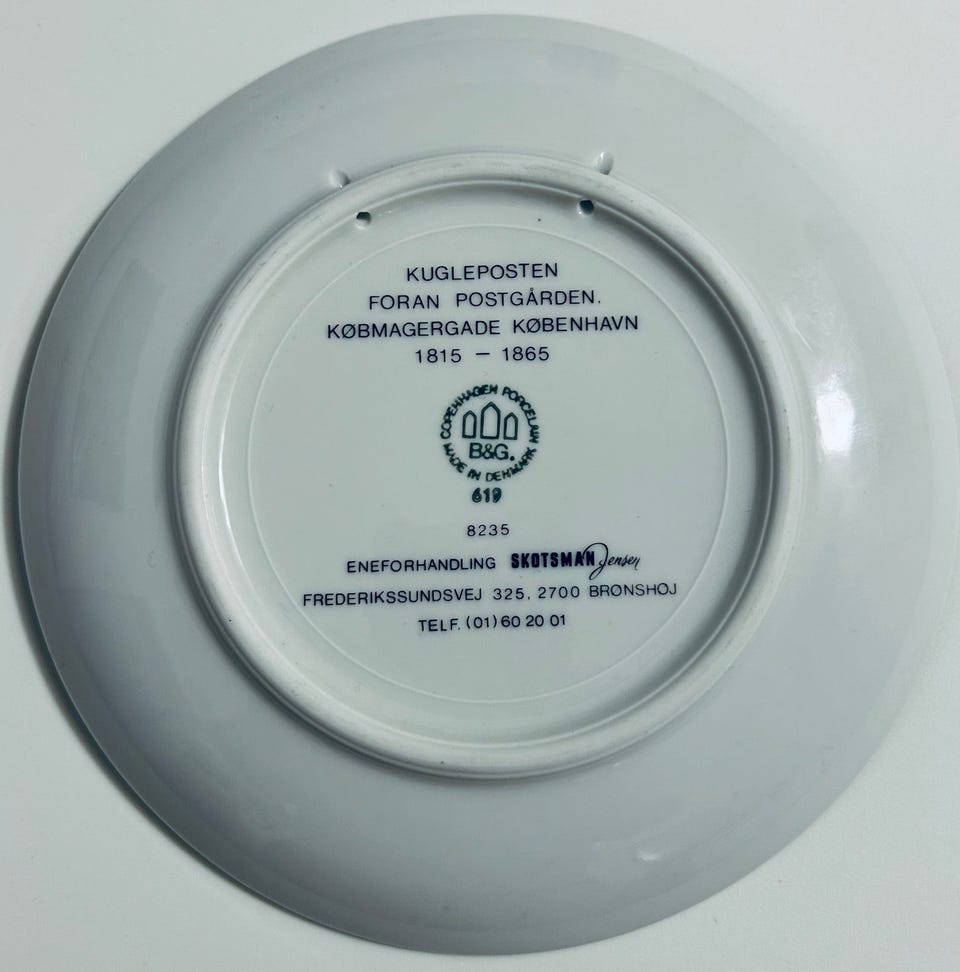 KUGLEPOSTEN
FORAN POSTGÅRDEN.
KØBMAGERGADE KØBENHAVN
1815 – 1865
COPENHAGEN PORCELAIN
MADE IN DENMARK
B&G.
619
8235
ENEFORHANDLING SKOTSMAN Jensen
FREDERIKSSUNDSVEJ 325, 2700 BRØNSHØJ
TELF. (01) 60 20 01